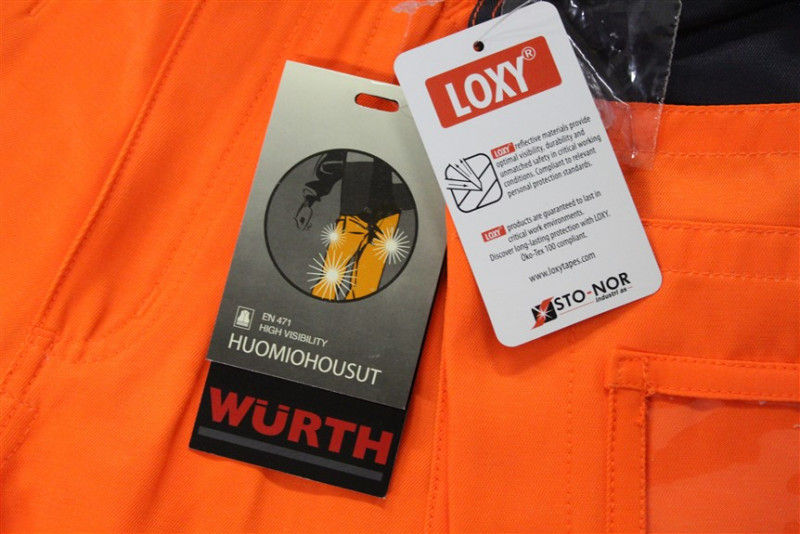 EN 471
HIGH VISIBILITY
HUOMIOHOUSUT
WÜRTH
LOXY®
LOXY® reflective materials provide
optimal visibility, durability and
unmatched safety in critical working
conditions. Compliant to relevant
personal protection standards.
LOXY® products are guaranteed to last in
critical work environments.
Discover long-lasting protection with LOXY.
Öko-Tex 100 compliant.
www.loxytapes.com
STO-NOR
Industri as